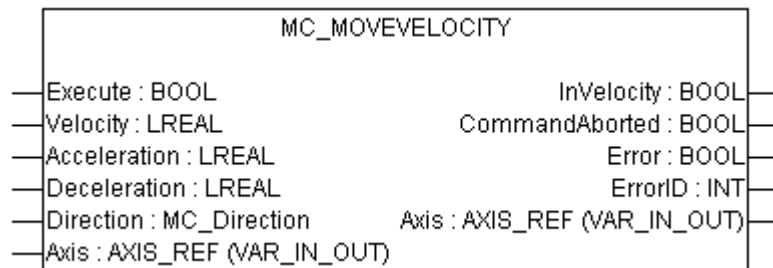 MC_MOVEVELOCITY
Execute : BOOL InVelocity : BOOL
Velocity : LREAL CommandAborted : BOOL
Acceleration : LREAL Error : BOOL
Deceleration : LREAL ErrorID : INT
Direction : MC_Direction Axis : AXIS_REF (VAR_IN_OUT)
Axis : AXIS_REF (VAR_IN_OUT)